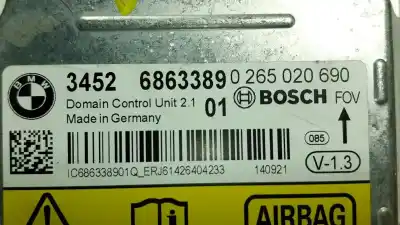 BMW
3452 6863389 0 265 020 690
Domain Control Unit 2.1 01 BOSCH FOV
Made in Germany
085
V-1.3
IC686338901Q_ERJ61426404233 140921
AIRBAG